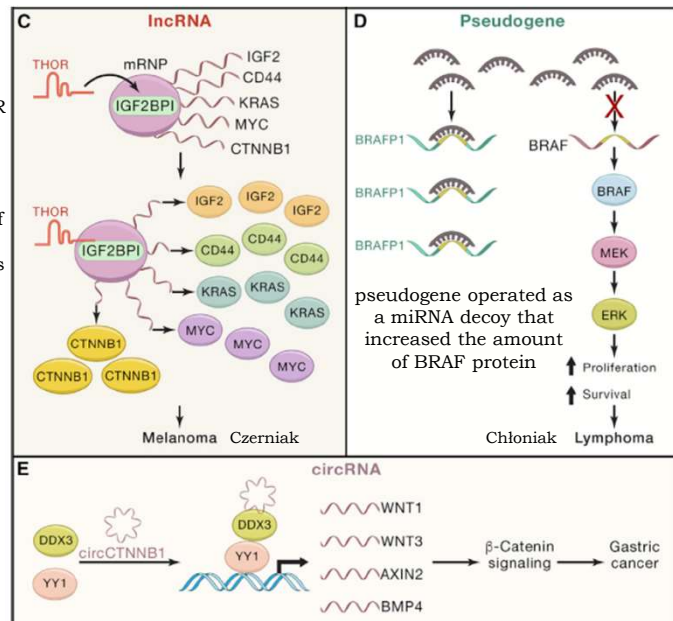 C
lncRNA
THOR
mRNP
IGF2BPI
IGF2
CD44
KRAS
MYC
CTNNB1
THOR
IGF2BPI
IGF2
IGF2
IGF2
CD44
CD44
CD44
KRAS
KRAS
KRAS
MYC
MYC
MYC
CTNNB1
CTNNB1
CTNNB1
Melanoma Czerniak
R
f
s
D
Pseudogene
X
BRAFP1
BRAFP1
BRAFP1
pseudogene operated as
a miRNA decoy that
increased the amount
of BRAF protein
BRAF
BRAF
MEK
ERK
Proliferation
Survival
Chłoniak Lymphoma
E
circRNA
DDX3
YY1
circCTNNB1
DDX3
YY1
WNT1
WNT3
AXIN2
BMP4
β-Catenin
signaling
Gastric
cancer